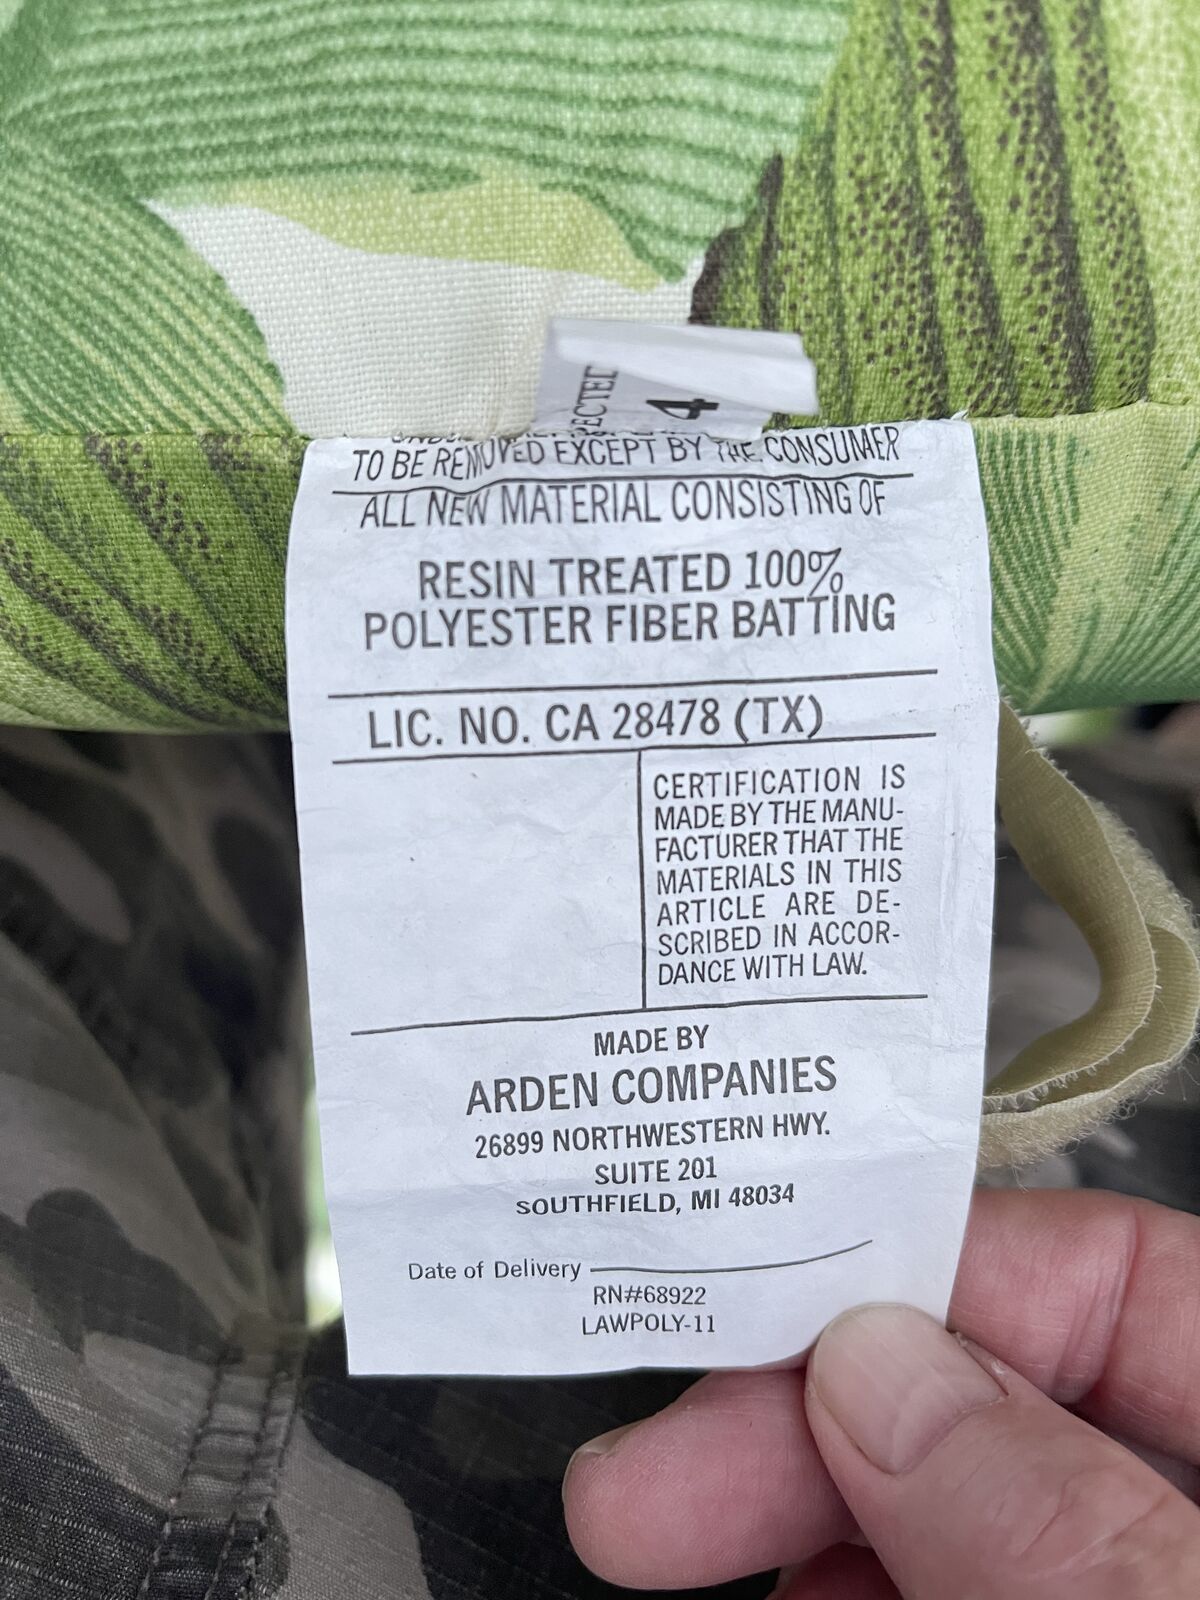 4
TO BE REMOVED EXCEPT BY THE CONSUMER
ALL NEW MATERIAL CONSISTING OF
RESIN TREATED 100%
POLYESTER FIBER BATTING
LIC. NO. CA 28478 (TX)
CERTIFICATION IS
MADE BY THE MANU-
FACTURER THAT THE
MATERIALS IN THIS
ARTICLE ARE DE-
SCRIBED IN ACCOR-
DANCE WITH LAW.
MADE BY
ARDEN COMPANIES
26899 NORTHWESTERN HWY.
SUITE 201
SOUTHFIELD, MI 48034
Date of Delivery
RN#68922
LAWPOLY-11